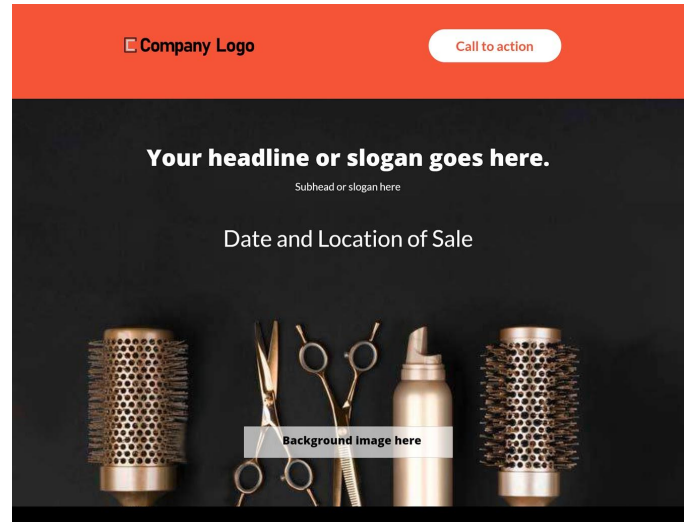 Company Logo
Call to action
Your headline or slogan goes here.
Subhead or slogan here
Date and Location of Sale
Background image here